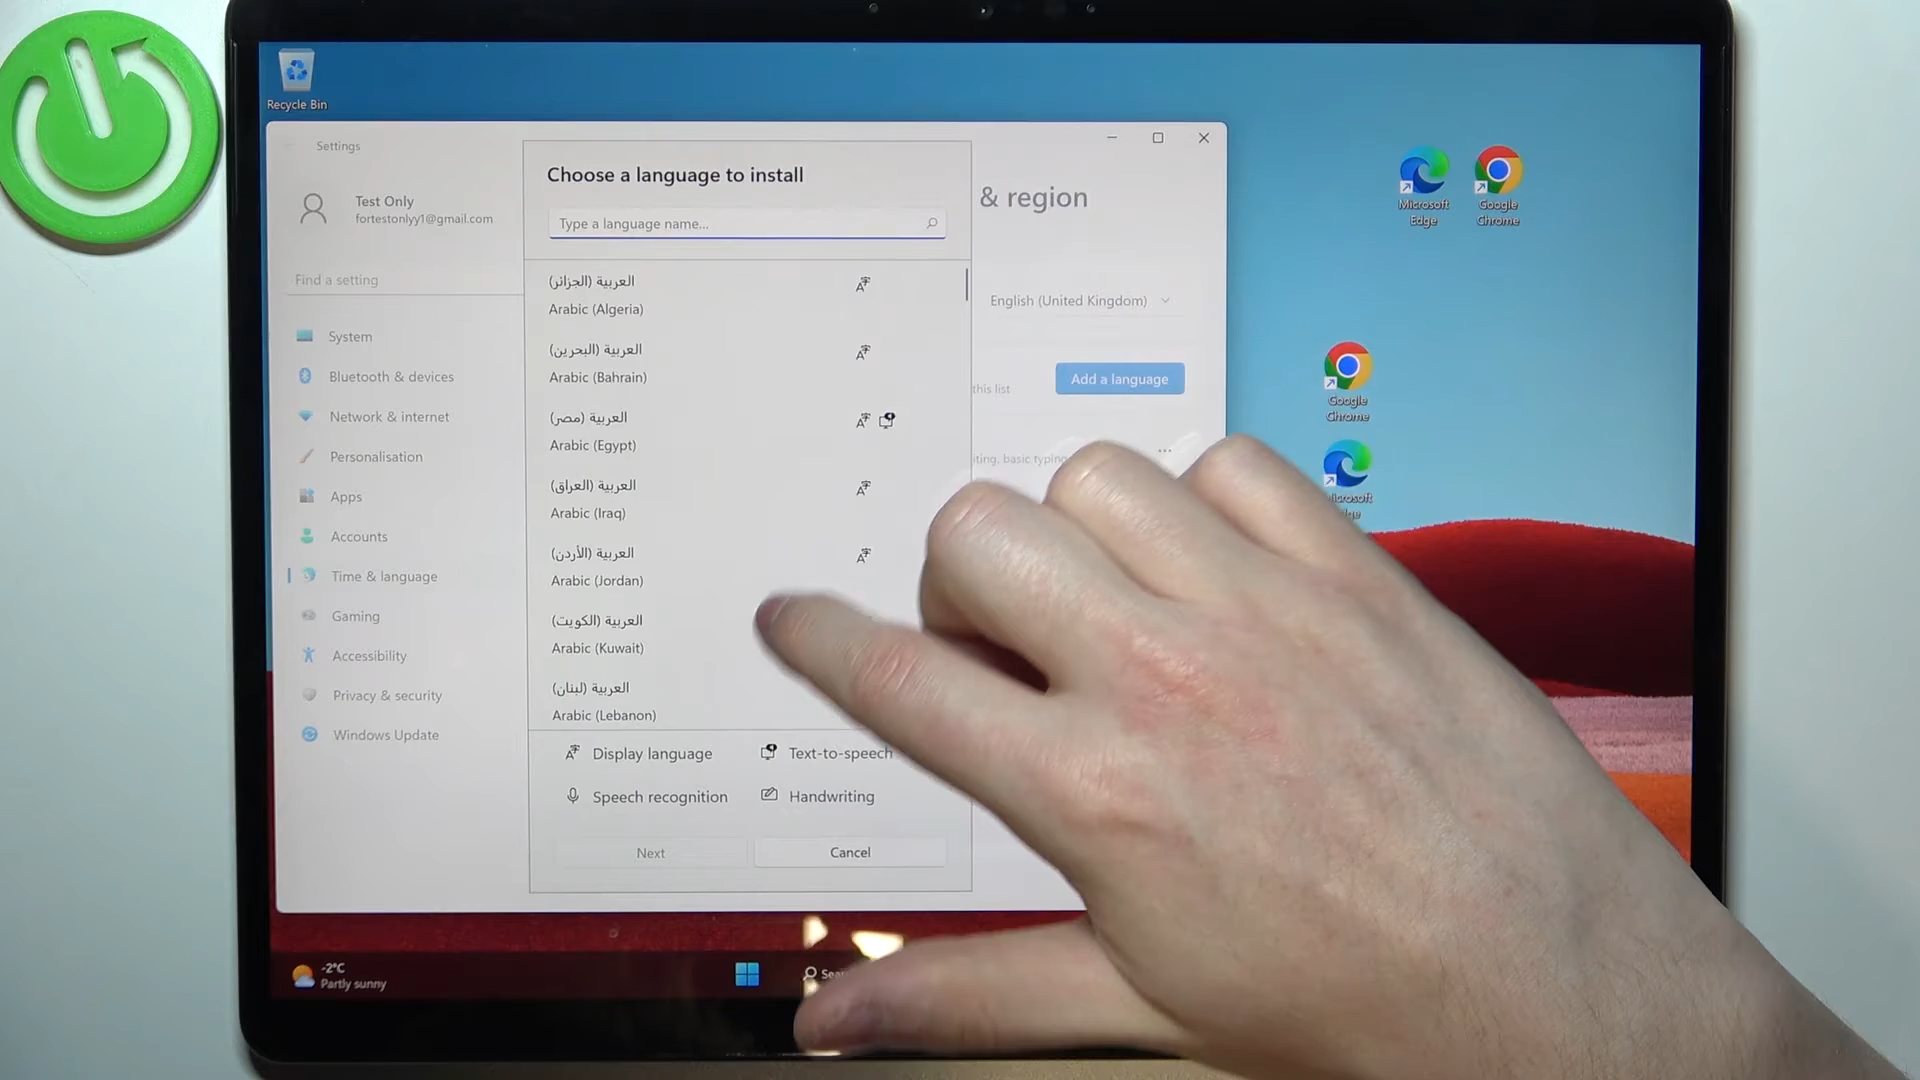 Recycle Bin
Settings
Test Only
fortestonlyy1@gmail.com
Find a setting
System
Bluetooth & devices
Network & internet
Personalisation
Apps
Accounts
Time & language
Gaming
Accessibility
Privacy & security
Windows Update
Choose a language to install
Type a language name...
العربية (الجزائر)
Arabic (Algeria)
العربية (البحرين)
Arabic (Bahrain)
العربية (مصر)
Arabic (Egypt)
العربية (العراق)
Arabic (Iraq)
العربية (الأردن)
Arabic (Jordan)
العربية (الكويت)
Arabic (Kuwait)
العربية (لبنان)
Arabic (Lebanon)
Display language
Text-to-speech
Speech recognition
Handwriting
Next
Cancel
& region
English (United Kingdom)
this list
Add a language
basic typing
Microsoft
Edge
Google
Chrome
Google
Chrome
-2°C
Partly sunny